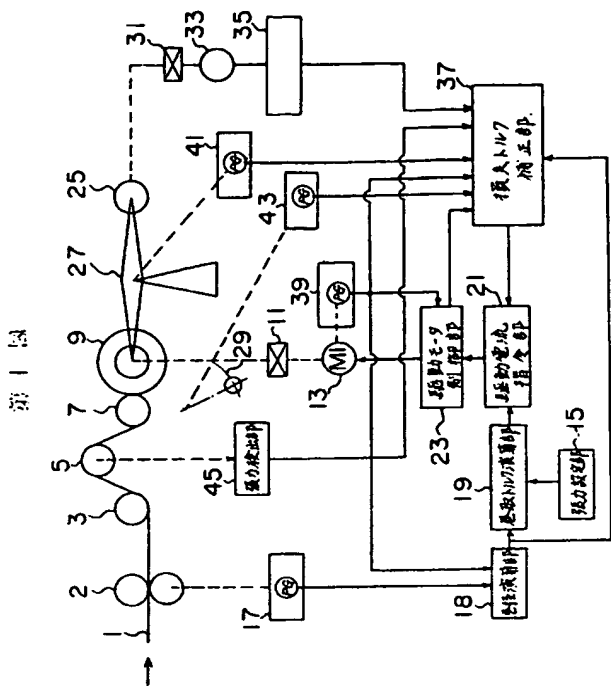 第1図
31
33
35
25
27
9
7
5
3
2
1
41
PG
43
PG
37
損失トルク
補正部
29
11
39
PG
13
M
21
駆動電流
指令部
駆動モータ
制御部
23
45
張力検出部
15
張力設定部
19
巻取トルク演算部
17
PG
18
巻径演算部